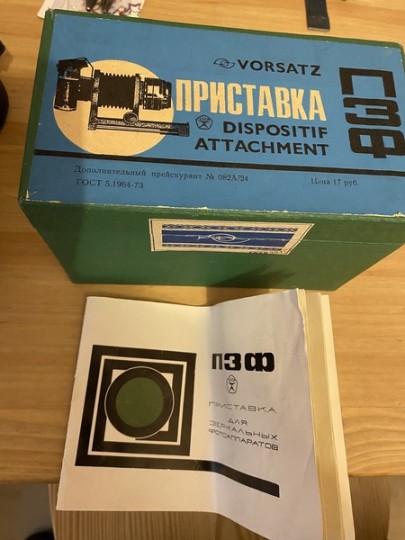 VORSATZ
ПРИСТАВКА
DISPOSITIF
ATTACHMENT
ПЗФ
Дополнительный прейскурант № 082А/24
ГОСТ 5.1964-73
Цена 17 руб.
ПЗФ
ПРИСТАВКА
ДЛЯ
ЗЕРКАЛЬНЫХ
ФОТОАППАРАТОВ